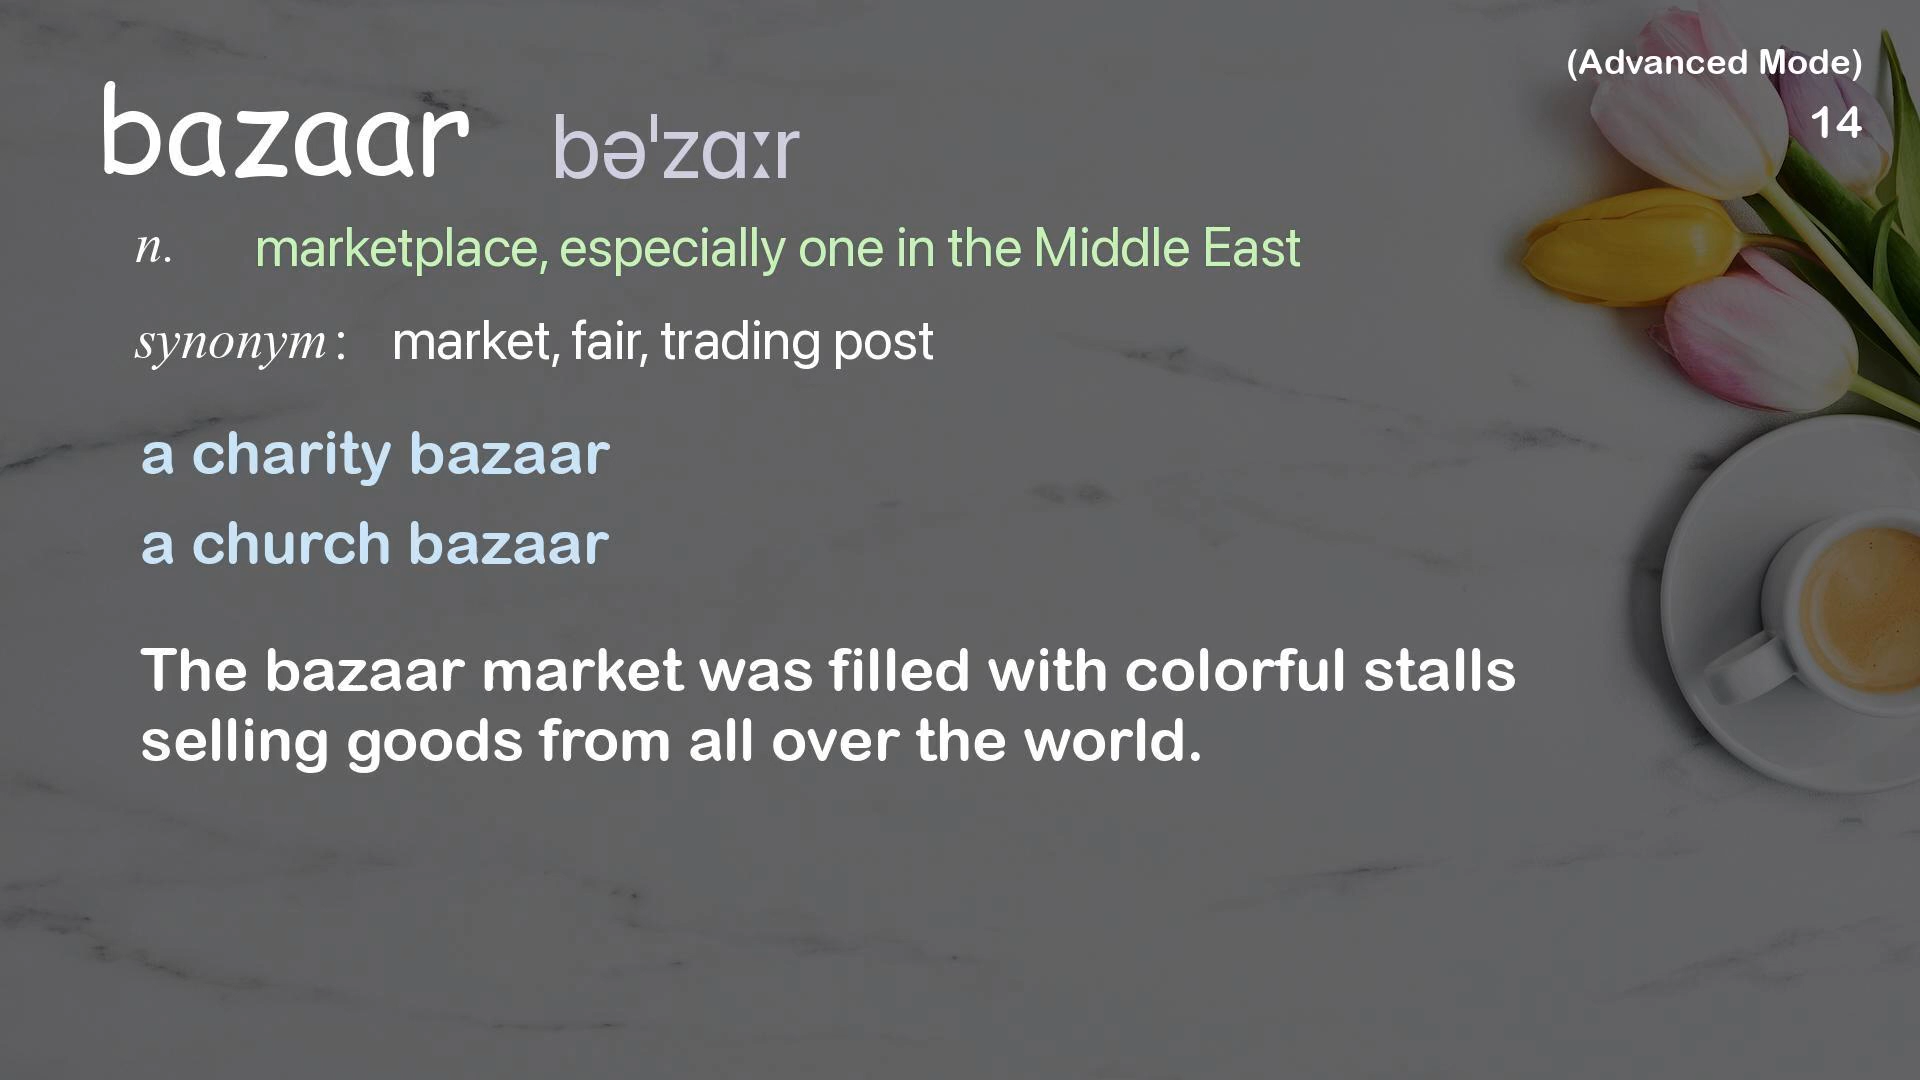 (Advanced Mode)
14
bazaar bəˈzɑːr
n. marketplace, especially one in the Middle East
synonym: market, fair, trading post
a charity bazaar
a church bazaar
The bazaar market was filled with colorful stalls
selling goods from all over the world.